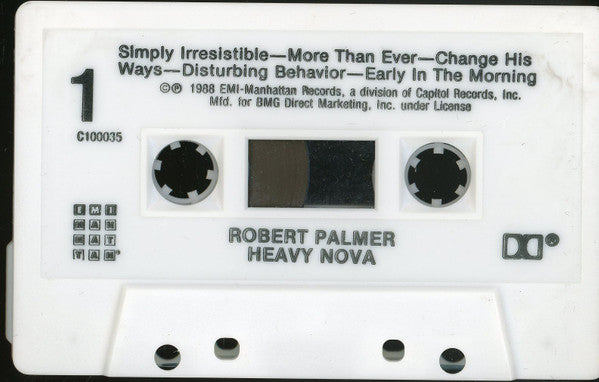 1
Simply Irresistible—More Than Ever—Change His
Ways—Disturbing Behavior—Early In The Morning
©℗ 1988 EMI-Manhattan Records, a division of Capitol Records, Inc.
Mfd. for BMG Direct Marketing, Inc. under License
C100035
EMI
MAN
HAT
TAN®
ROBERT PALMER
HEAVY NOVA
®